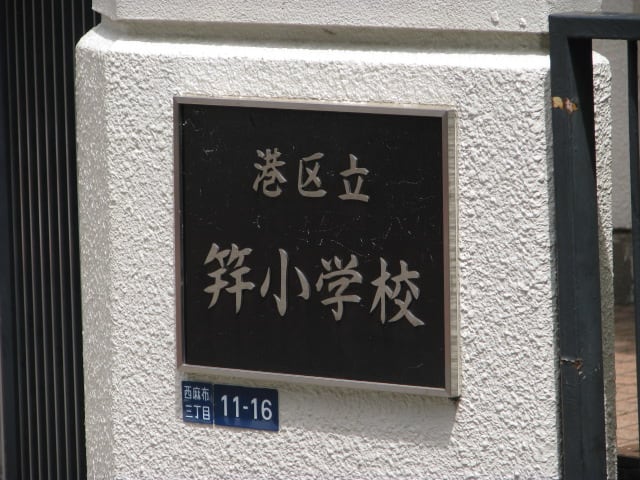 港区立
笄小学校
西麻布
三丁目
11-16